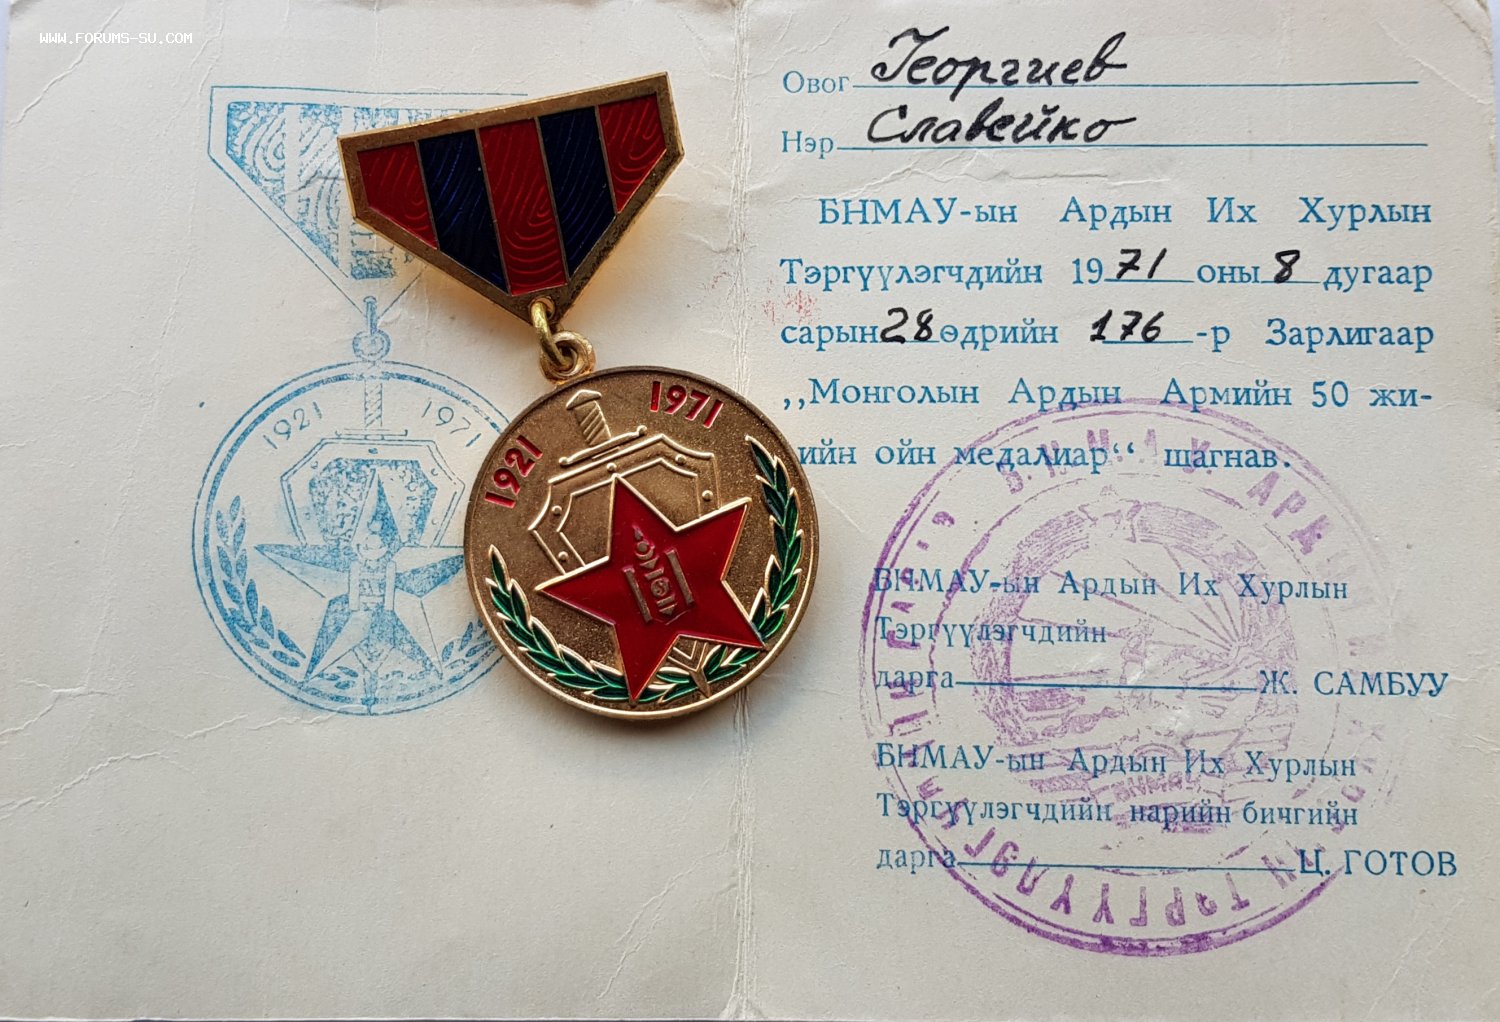 WWW.FORUMS-SU.COM
1921 1971
1921 1971
Овог Георгиев
Нэр Славейко
БНМАУ-ын Ардын Их Хурлын
Тэргүүлэгчдийн 1971 оны 8 дугаар
сарын 28 өдрийн 176-р Зарлигаар
,,Монголын Ардын Армийн 50 жи-
ийн ойн медалиар“ шагнав.
БНМАУ-ын Ардын Их Хурлын
Тэргүүлэгчдийн
дарга Ж. САМБУУ
БНМАУ-ын Ардын Их Хурлын
Тэргүүлэгчдийн нарийн бичгийн
дарга Ц. ГОТОВ